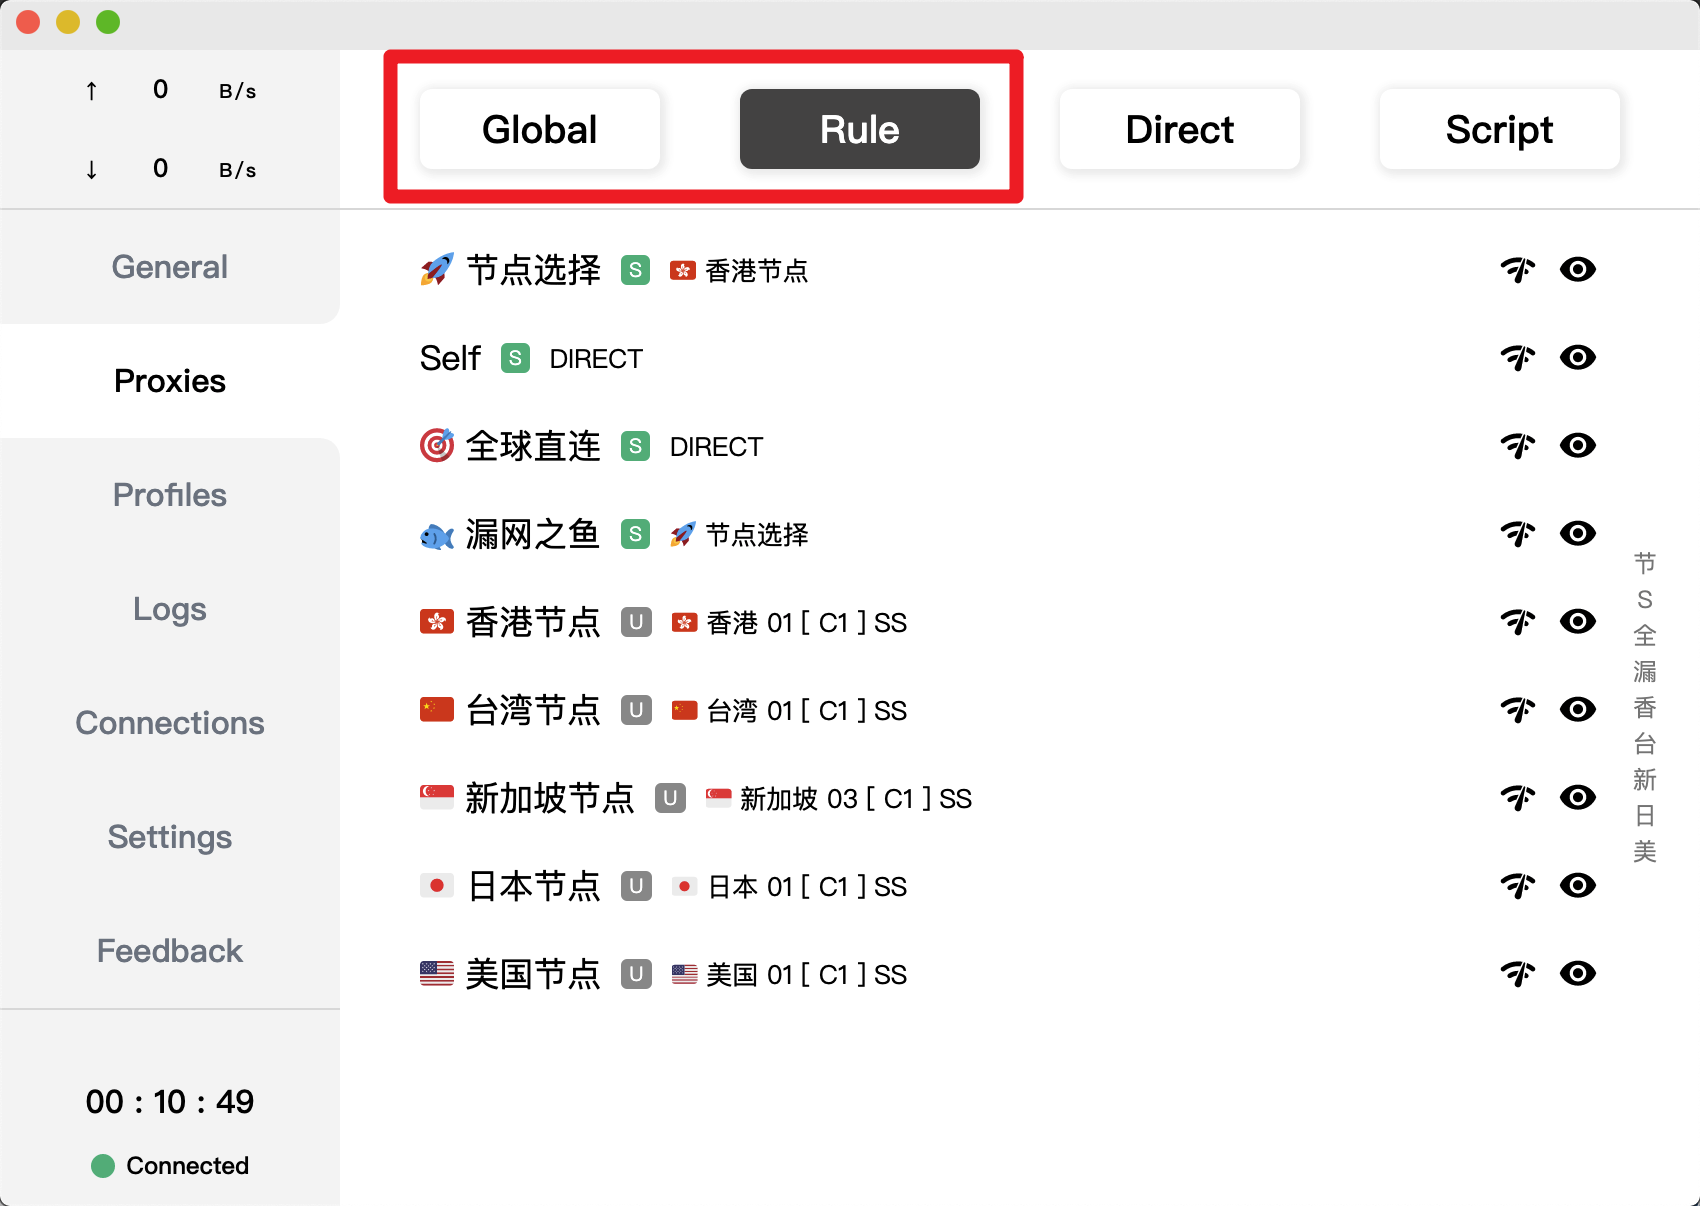 ↑ 0 B/s
↓ 0 B/s
General
Proxies
Profiles
Logs
Connections
Settings
Feedback
00 : 10 : 49
Connected
Global Rule Direct Script
节点选择 S 香港节点
Self S DIRECT
全球直连 S DIRECT
漏网之鱼 S 节点选择
香港节点 U 香港 01 [ C1 ] SS
台湾节点 U 台湾 01 [ C1 ] SS
新加坡节点 U 新加坡 03 [ C1 ] SS
日本节点 U 日本 01 [ C1 ] SS
美国节点 U 美国 01 [ C1 ] SS
节
S
全
漏
香
台
新
日
美